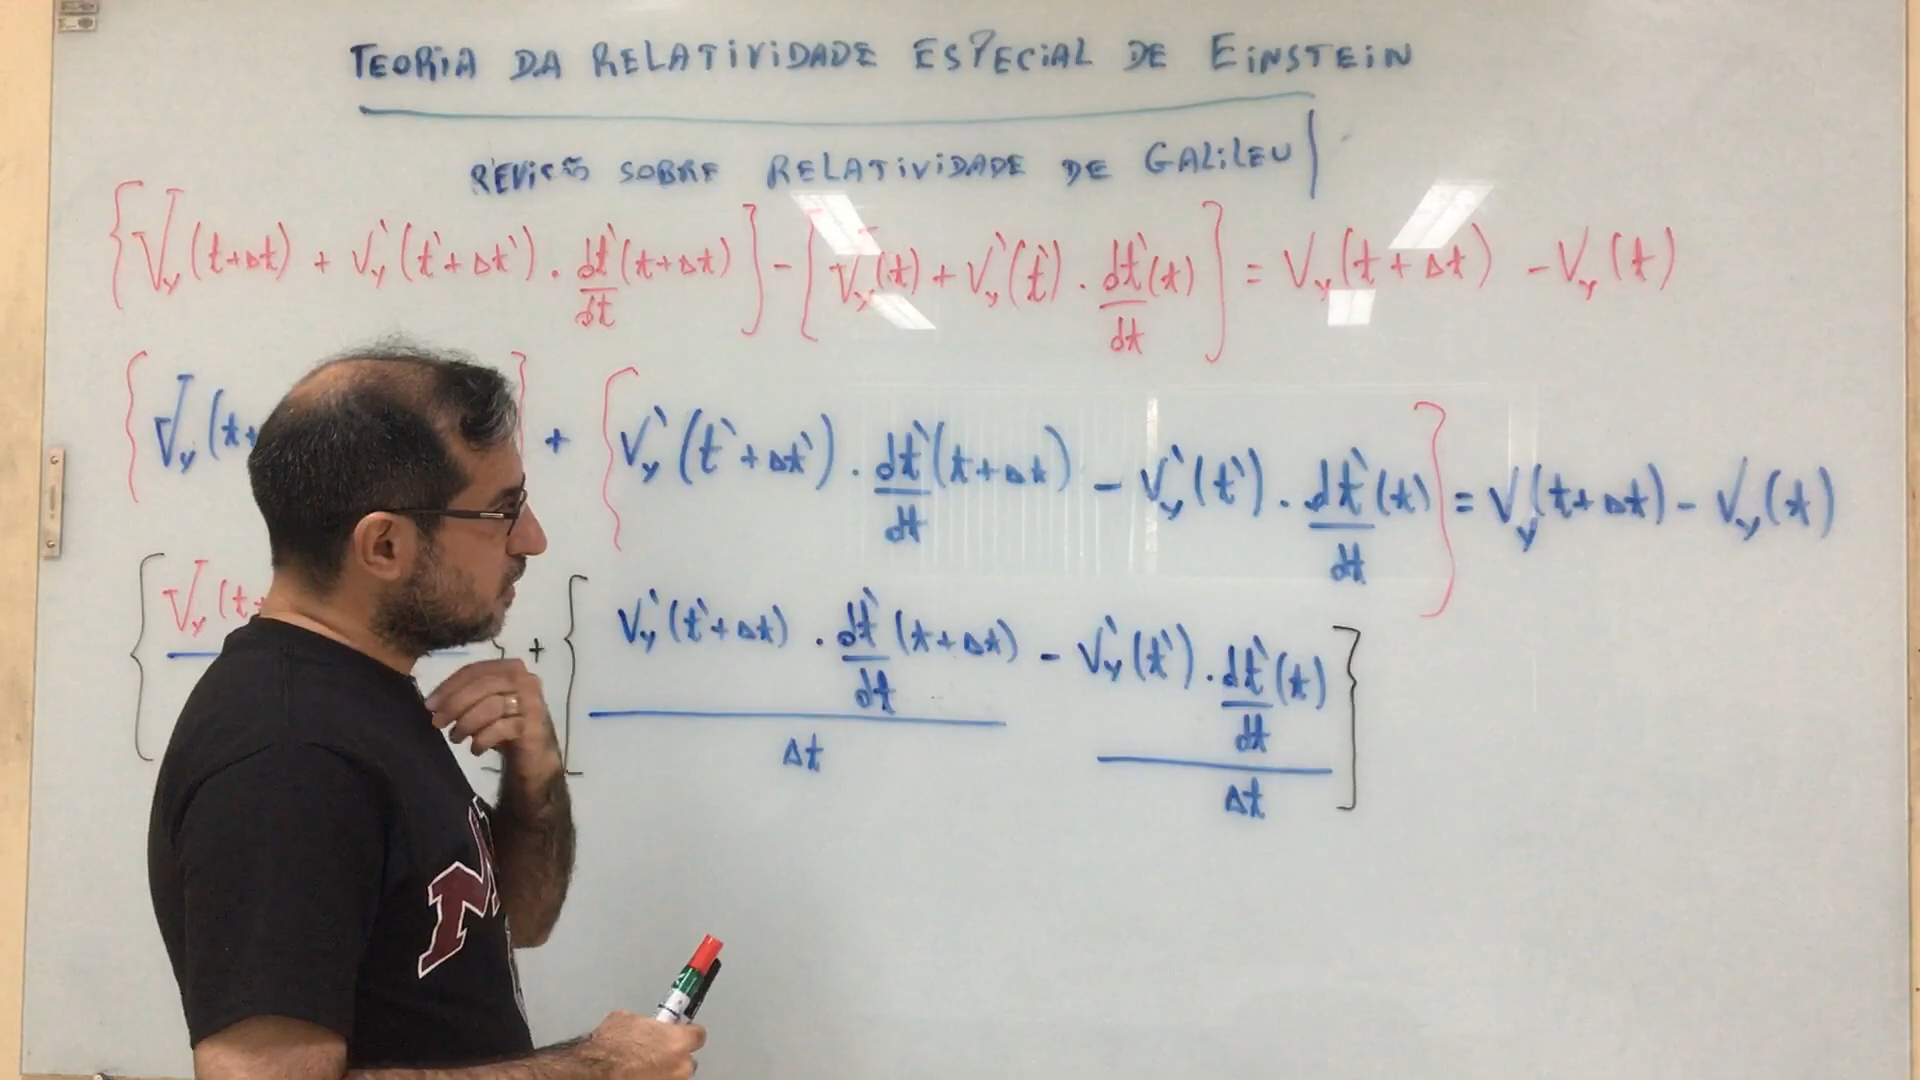 TEORIA DA RELATIVIDADE ESPECIAL DE EINSTEIN
REVISÃO SOBRE RELATIVIDADE DE GALILEU
{V̄y(t+Δt) + V`y(t`+Δt`) . dt`/dt (t+Δt)} - {V̄y(t) + V`y(t`) . dt`/dt (t)} = Vy(t+Δt) - Vy(t)
{V̄y(t+ } + {V`y(t`+Δt`) . dt`/dt (t+Δt) - V`y(t`) . dt`/dt (t)} = Vy(t+Δt) - Vy(t)
{V̄y(t+ } + {V`y(t`+Δt) . dt`/dt (t+Δt) / Δt - V`y(t`) . dt`/dt (t) / Δt}